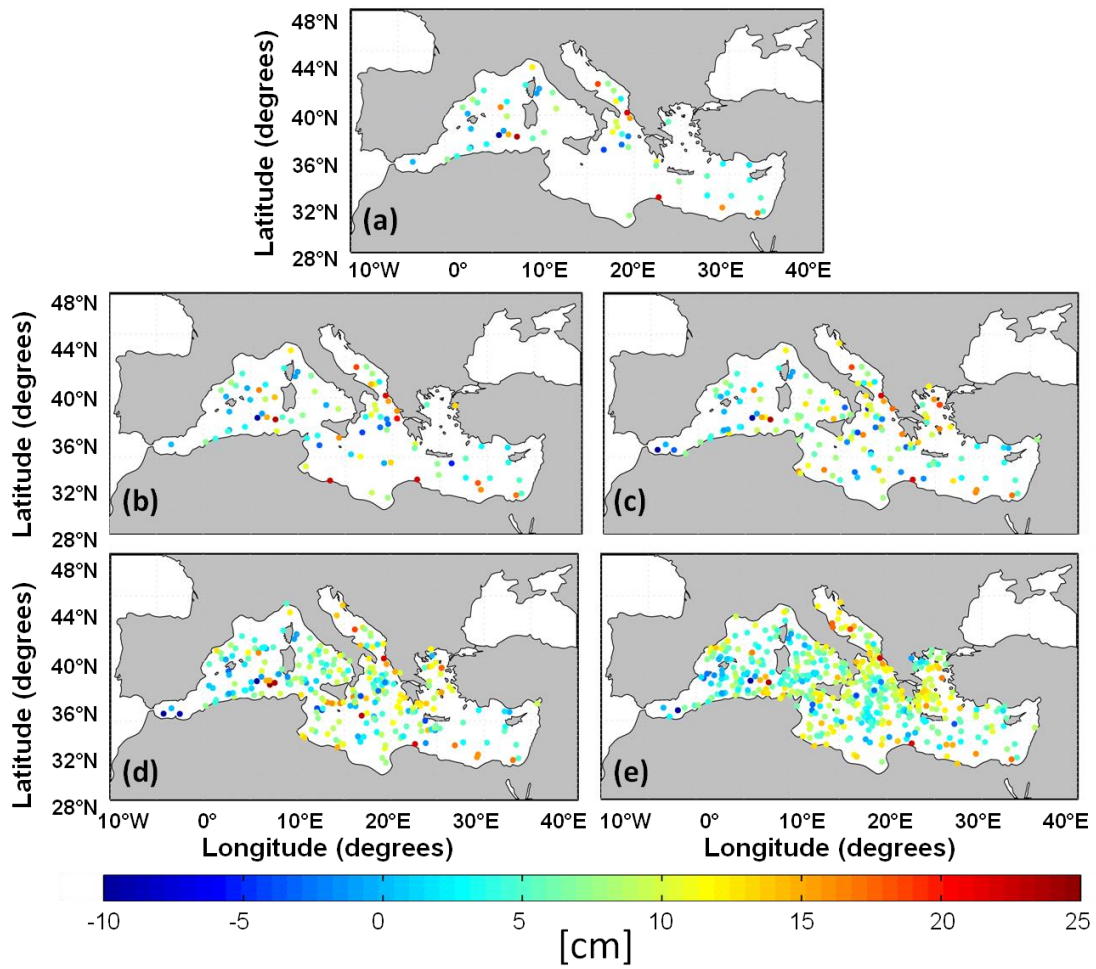 48°N
44°N
40°N
36°N
32°N
28°N
Latitude (degrees)
(a)
10°W 0° 10°E 20°E 30°E 40°E
48°N
44°N
40°N
36°N
32°N
28°N
Latitude (degrees)
(b)
(c)
48°N
44°N
40°N
36°N
32°N
28°N
Latitude (degrees)
(d)
(e)
10°W 0° 10°E 20°E 30°E 40°E
10°W 0° 10°E 20°E 30°E 40°E
Longitude (degrees)
Longitude (degrees)
-10 -5 0 5 10 15 20 25
[cm]